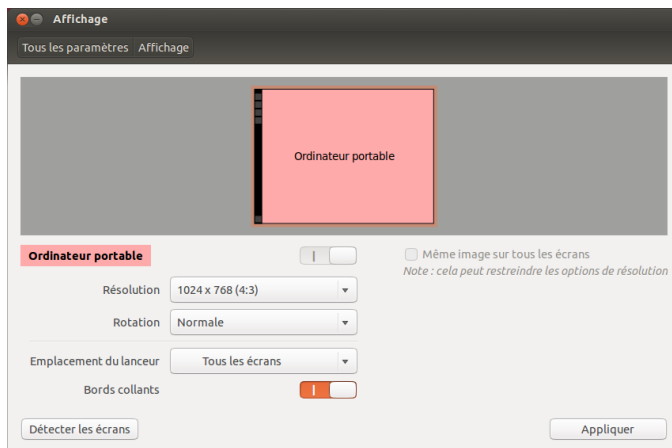 Affichage
Tous les paramètres Affichage
Ordinateur portable
Ordinateur portable
Même image sur tous les écrans
Note : cela peut restreindre les options de résolution
Résolution 1024 x 768 (4:3)
Rotation Normale
Emplacement du lanceur Tous les écrans
Bords collants
Détecter les écrans Appliquer